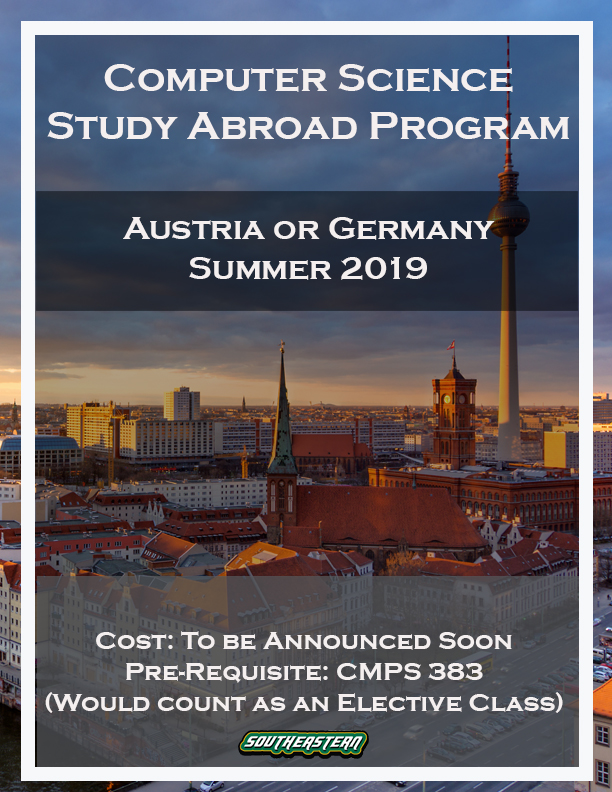 Computer Science
Study Abroad Program
Austria or Germany
Summer 2019
Cost: To be Announced Soon
Pre-Requisite: CMPS 383
(Would count as an Elective Class)
SOUTHEASTERN